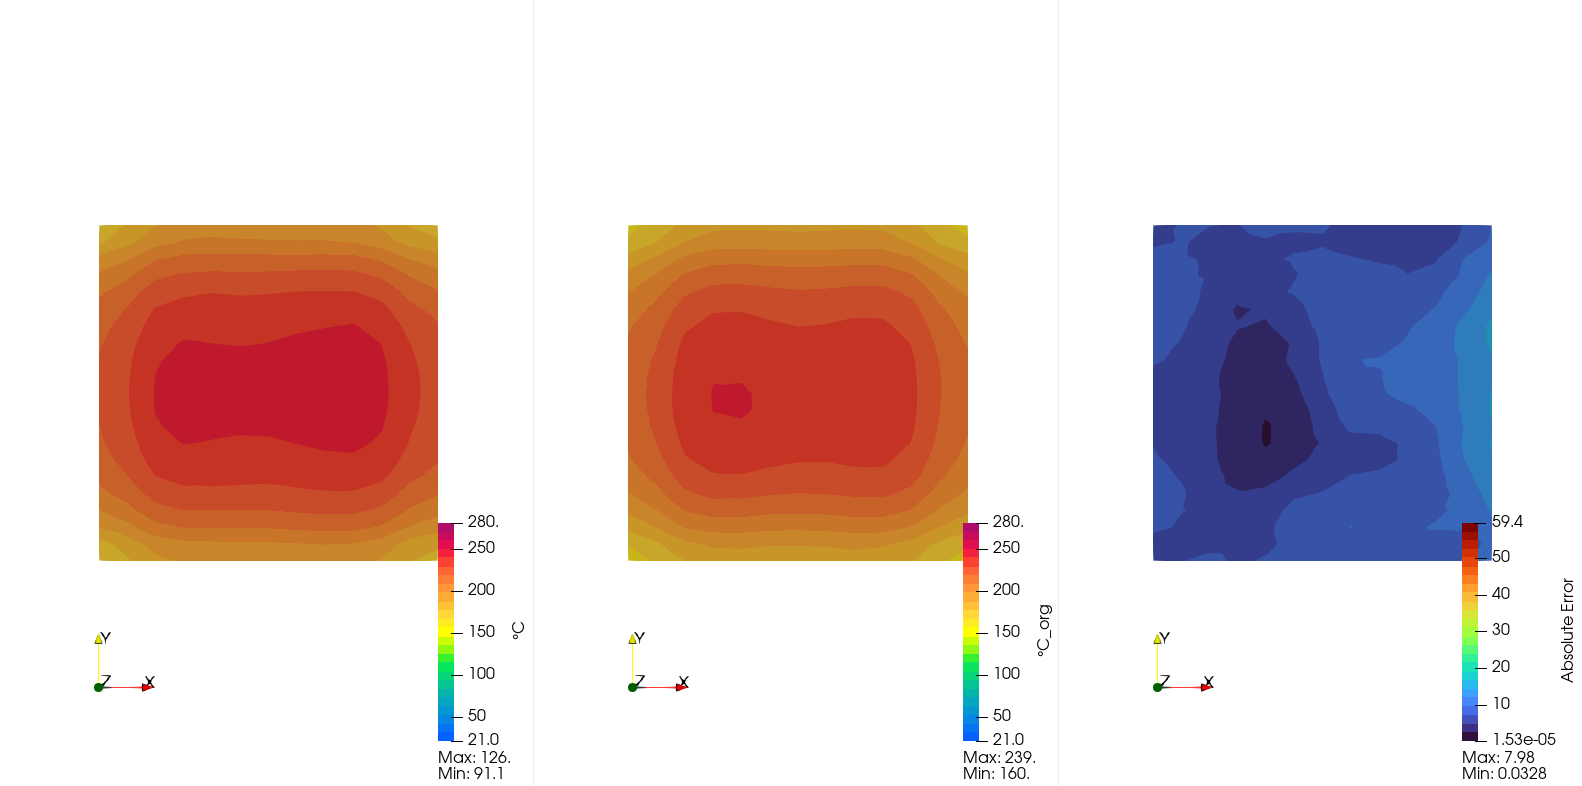 280.
250
200
150
100
50
21.0
°C
Max: 126.
Min: 91.1
Y
Z
X
280.
250
200
150
100
50
21.0
°C_org
Max: 239.
Min: 160.
Y
Z
X
59.4
50
40
30
20
10
1.53e-05
Absolute Error
Max: 7.98
Min: 0.0328
Y
Z
X